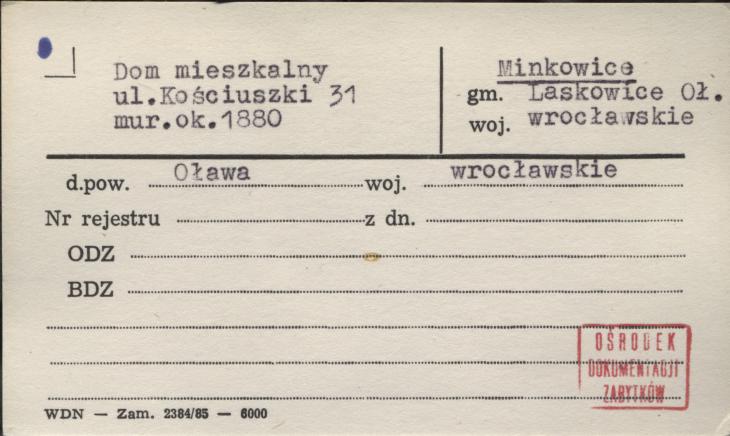 Dom mieszkalny
ul.Kościuszki 31
mur.ok.1880
Minkowice
gm. Laskowice Oł.
woj. wrocławskie
d.pow. Oława woj. wrocławskie
Nr rejestru z dn.
ODZ
BDZ
OŚRODEK
DOKUMENTACJI
ZABYTKÓW
WDN — Zam. 2384/85 — 6000